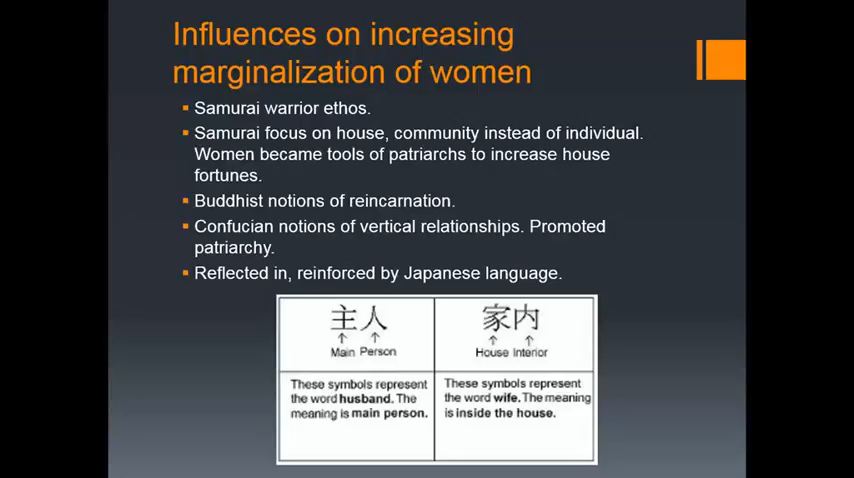 Influences on increasing
marginalization of women
Samurai warrior ethos.
Samurai focus on house, community instead of individual.
Women became tools of patriarchs to increase house
fortunes.
Buddhist notions of reincarnation.
Confucian notions of vertical relationships. Promoted
patriarchy.
Reflected in, reinforced by Japanese language.
主人
Main Person
These symbols represent
the word husband. The
meaning is main person.
家内
House Interior
These symbols represent
the word wife. The meaning
is inside the house.